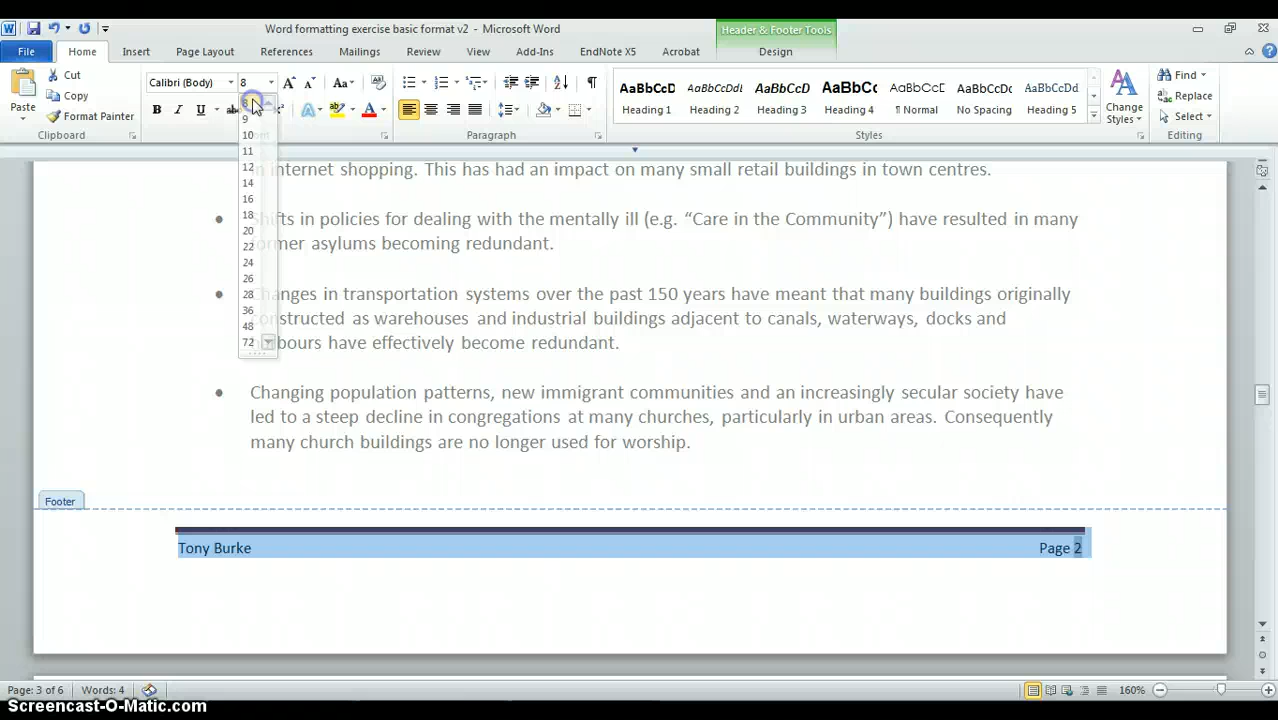 Word formatting exercise basic format v2 - Microsoft Word
Header & Footer Tools
File Home Insert Page Layout References Mailings Review View Add-Ins EndNote X5 Acrobat Design
Cut
Copy
Format Painter
Paste
Clipboard
Calibri (Body) 8
Paragraph
AaBbCcD AaBbCcDc AaBbCcD AaBbCc AaBbCcD AaBbCcDc AaBbCcDc
Heading 1 Heading 2 Heading 3 Heading 4 ¶ Normal No Spacing Heading 5
Change Styles
Styles
Find
Replace
Select
Editing
8
9
10
11
12
14
16
18
20
22
24
26
28
36
48
72
internet shopping. This has had an impact on many small retail buildings in town centres.
Shifts in policies for dealing with the mentally ill (e.g. “Care in the Community”) have resulted in many
asylums becoming redundant.
Changes in transportation systems over the past 150 years have meant that many buildings originally
constructed as warehouses and industrial buildings adjacent to canals, waterways, docks and
have effectively become redundant.
Changing population patterns, new immigrant communities and an increasingly secular society have
led to a steep decline in congregations at many churches, particularly in urban areas. Consequently
many church buildings are no longer used for worship.
Footer
Tony Burke Page 2
Page: 3 of 6 Words: 4 160%
Screencast-O-Matic.com